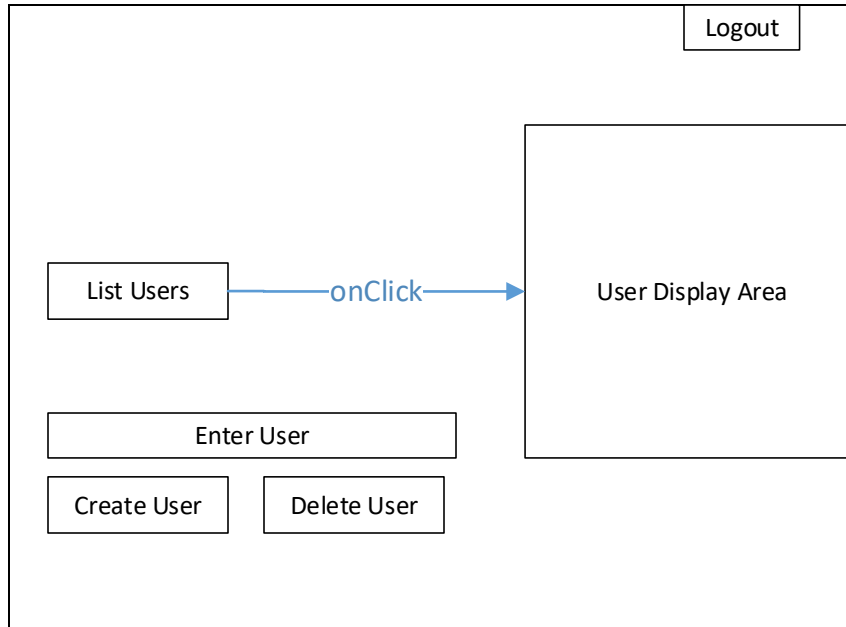 Logout
List Users
onClick
User Display Area
Enter User
Create User
Delete User